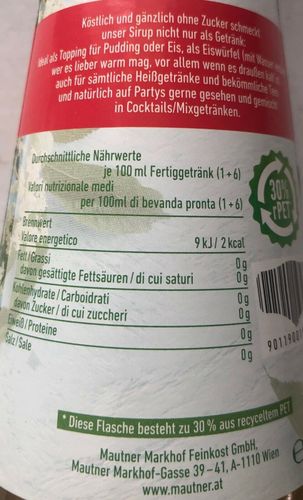 Köstlich und gänzlich ohne Zucker schmeckt
unser Sirup nicht nur als Getränk:
Ideal als Topping für Pudding oder Eis, als Eiswürfel (mit Wasser
wer es lieber warm mag, vor allem wenn es draußen kalt
auch für sämtliche Heißgetränke und bekömmliche Tees
und natürlich auf Partys gerne gesehen und gemischt
in Cocktails/Mixgetränken.
Durchschnittliche Nährwerte
je 100 ml Fertiggetränk (1+6)
Valori nutrizionale medi
per 100ml di bevanda pronta (1+6)
30%
rPET
Brennwert
Valore energetico 9 kJ / 2 kcal
Fett / Grassi 0 g
davon gesättigte Fettsäuren / di cui saturi 0 g
Kohlenhydrate / Carboidrati 0 g
davon Zucker / di cui zuccheri 0 g
Eiweiß / Proteine 0 g
Salz / Sale 0 g
9011900
* Diese Flasche besteht zu 30% aus recyceltem PET
Mautner Markhof Feinkost GmbH,
Mautner Markhof-Gasse 39–41, A-1110 Wien
www.mautner.at
e